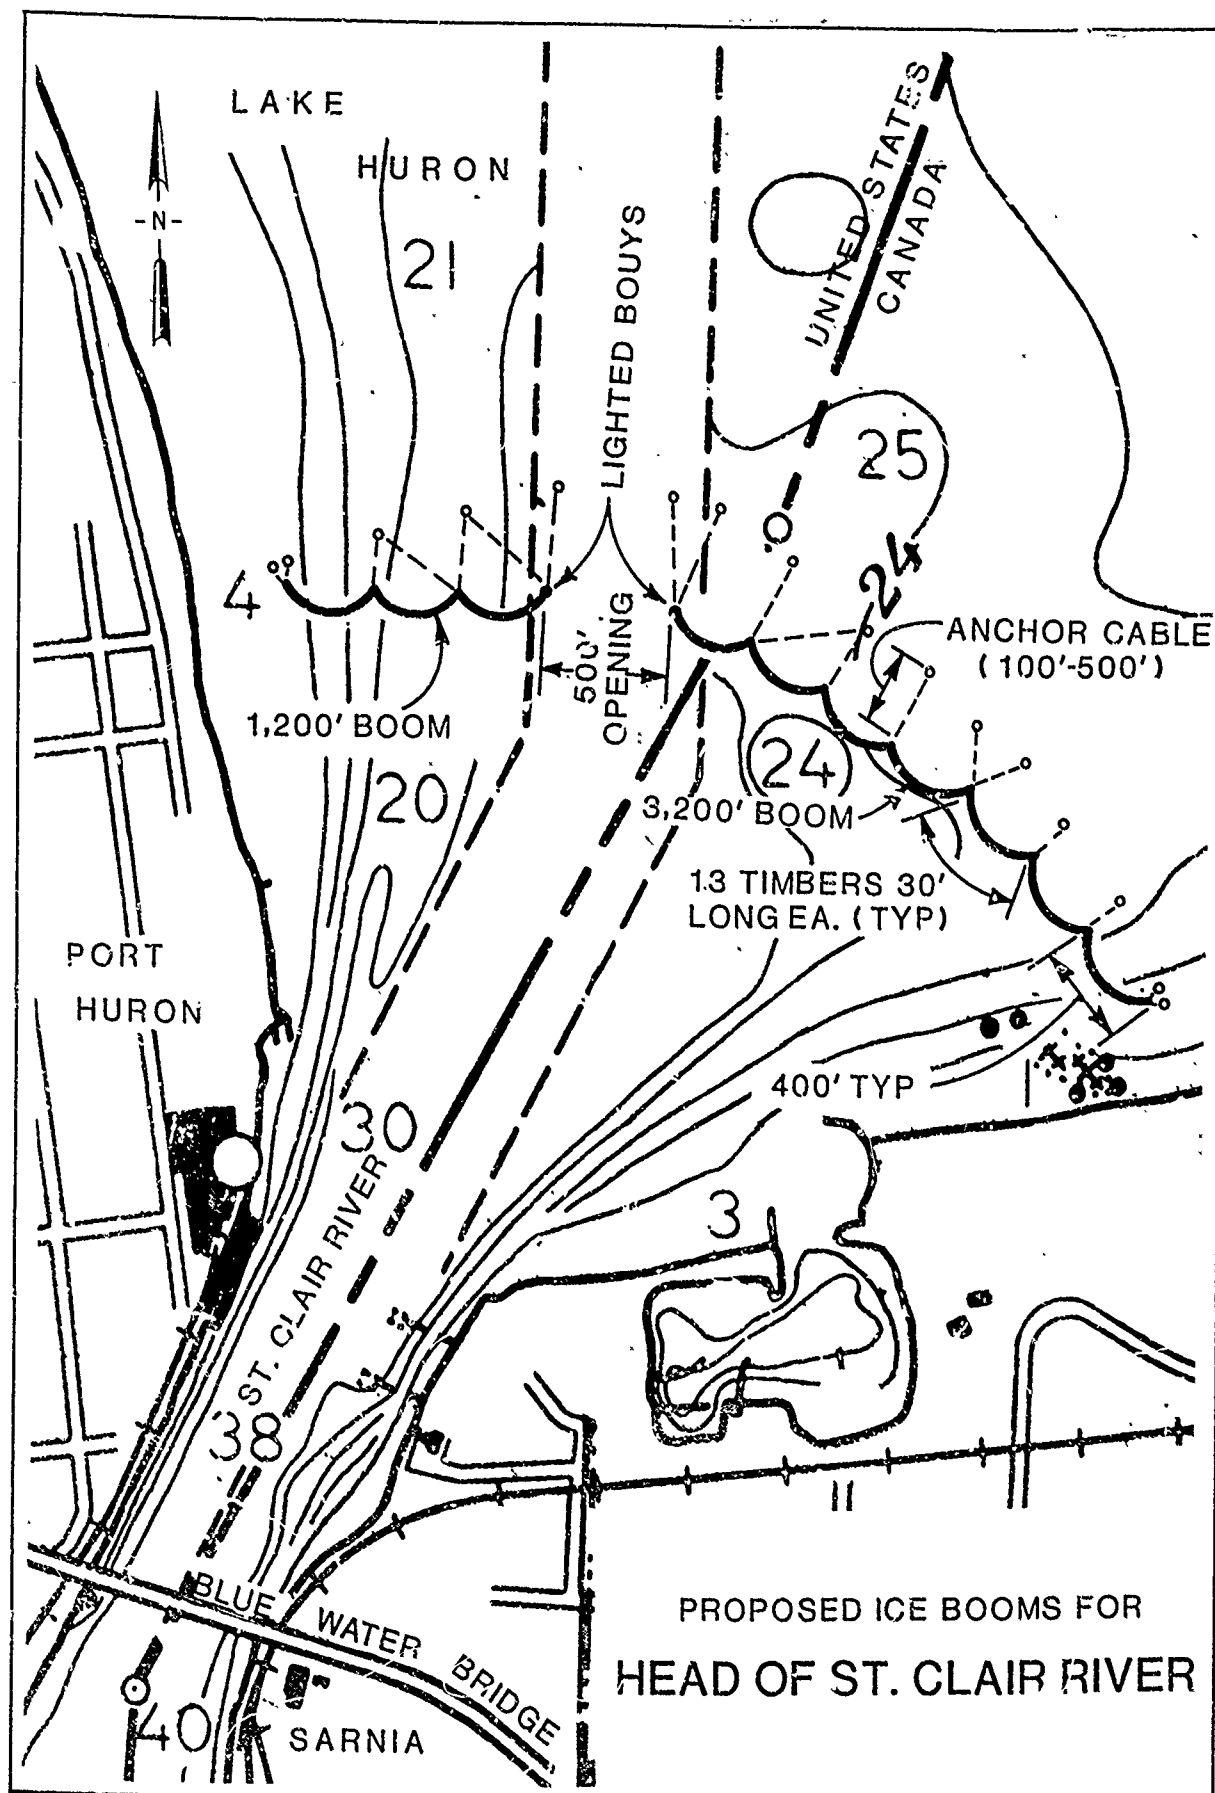 LAKE
HURON
-N-
21
UNITED STATES
CANADA
LIGHTED BOUYS
25
24
4
ANCHOR CABLE
(100'-500')
500'
OPENING
1,200' BOOM
20
24
3,200' BOOM
13 TIMBERS 30'
LONG EA. (TYP)
PORT
HURON
400' TYP
30
3
ST. CLAIR RIVER
38
11
BLUE WATER BRIDGE
PROPOSED ICE BOOMS FOR
HEAD OF ST. CLAIR RIVER
40
SARNIA